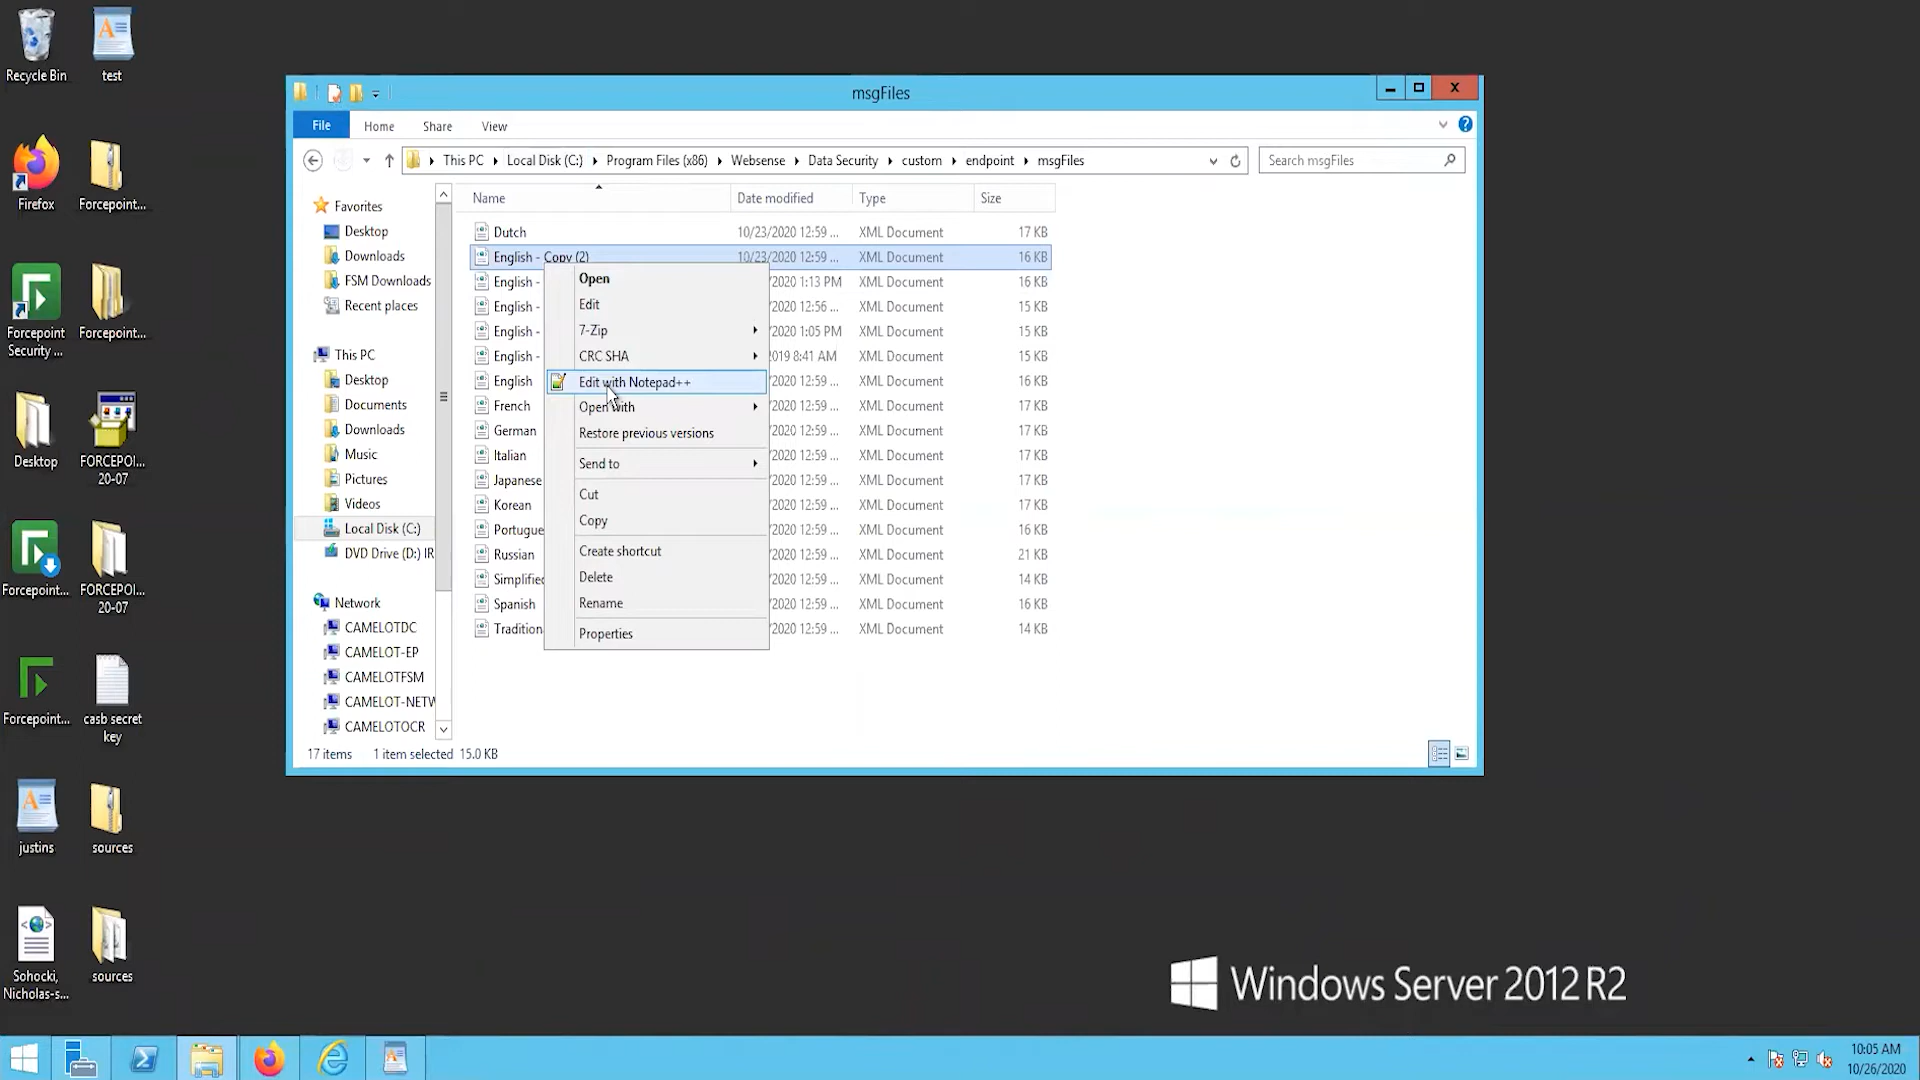 Recycle Bin
test
Firefox
Forcepoint...
Forcepoint
Security ...
Forcepoint...
Desktop
FORCEPOI...
20-07
Forcepoint...
FORCEPOI...
20-07
Forcepoint...
casb secret
key
justins
sources
Sohocki,
Nicholas-s...
sources
msgFiles
File Home Share View
This PC Local Disk (C:) Program Files (x86) Websense Data Security custom endpoint msgFiles
Search msgFiles
Favorites
Desktop
Downloads
FSM Downloads
Recent places
This PC
Desktop
Documents
Downloads
Music
Pictures
Videos
Local Disk (C:)
DVD Drive (D:) IR
Network
CAMELOTDC
CAMELOT-EP
CAMELOTFSM
CAMELOT-NETW
CAMELOTOCR
Name Date modified Type Size
Dutch 10/23/2020 12:59 ... XML Document 17 KB
English - Copy (2) 10/23/2020 12:59 ... XML Document 16 KB
English - /2020 1:13 PM XML Document 16 KB
English - /2020 12:56 ... XML Document 15 KB
English - /2020 1:05 PM XML Document 15 KB
English - 2019 8:41 AM XML Document 15 KB
English /2020 12:59 ... XML Document 16 KB
French /2020 12:59 ... XML Document 17 KB
German /2020 12:59 ... XML Document 17 KB
Italian /2020 12:59 ... XML Document 17 KB
Japanese /2020 12:59 ... XML Document 17 KB
Korean /2020 12:59 ... XML Document 17 KB
Portugue /2020 12:59 ... XML Document 16 KB
Russian /2020 12:59 ... XML Document 21 KB
Simplified /2020 12:59 ... XML Document 14 KB
Spanish /2020 12:59 ... XML Document 16 KB
Tradition /2020 12:59 ... XML Document 14 KB
Open
Edit
7-Zip
CRC SHA
Edit with Notepad++
Open with
Restore previous versions
Send to
Cut
Copy
Create shortcut
Delete
Rename
Properties
17 items 1 item selected 15.0 KB
Windows Server 2012 R2
10:05 AM
10/26/2020